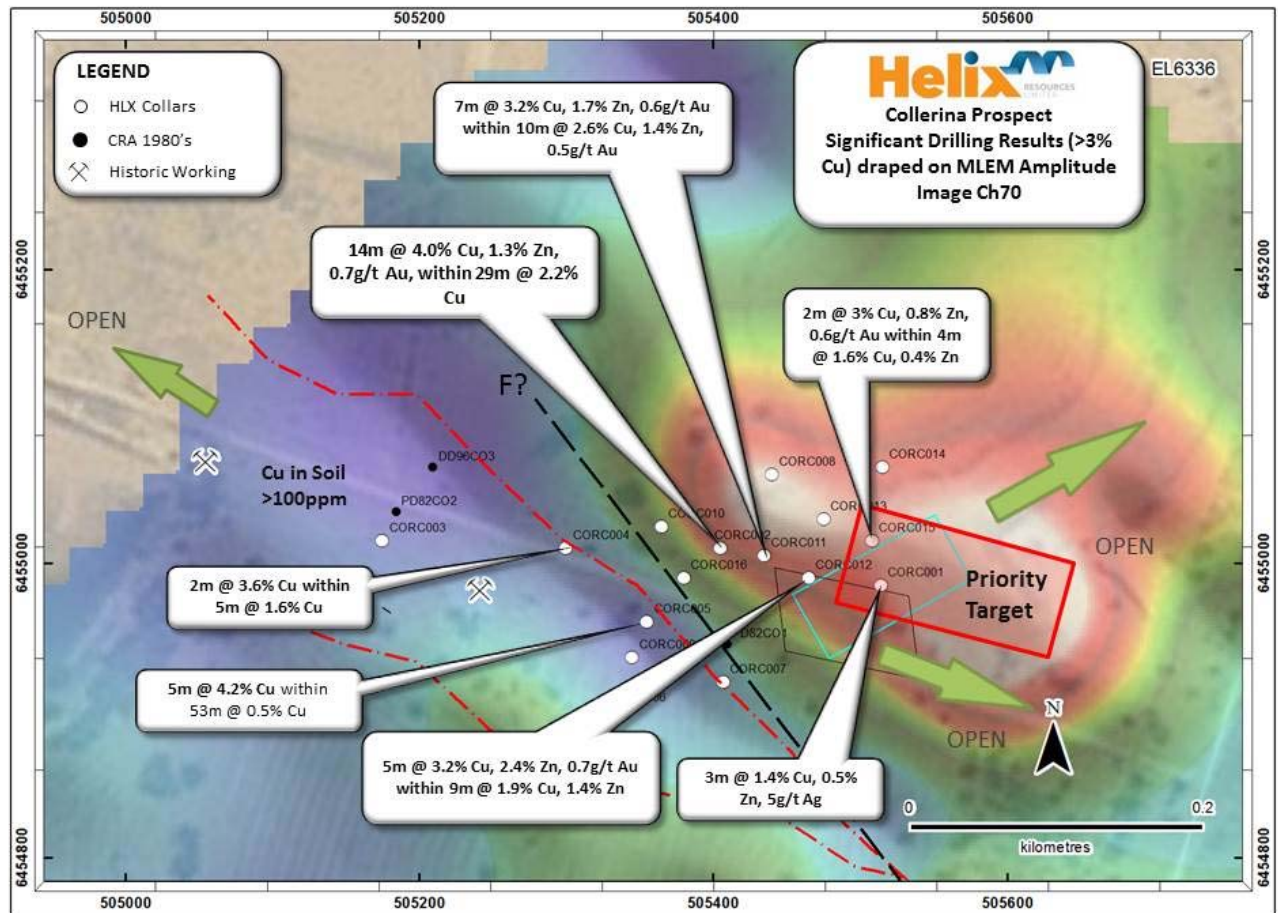 505000 505200 505400 505600
LEGEND
HLX Collars
CRA 1980's
Historic Working
Helix
RESOURCES
LIMITED
EL6336
Collerina Prospect
Significant Drilling Results (>3%
Cu) draped on MLEM Amplitude
Image Ch70
7m @ 3.2% Cu, 1.7% Zn, 0.6g/t Au
within 10m @ 2.6% Cu, 1.4% Zn,
0.5g/t Au
14m @ 4.0% Cu, 1.3% Zn,
0.7g/t Au, within 29m @ 2.2%
Cu
2m @ 3% Cu, 0.8% Zn,
0.6g/t Au within 4m
@ 1.6% Cu, 0.4% Zn
6455200
6455200
OPEN
F?
Cu in Soil
>100ppm
DD96CO3
PD82CO2
CORC003
CORC004
CORC010
CORC008
CORC014
CORC011
CORC015
CORC016
CORC012
CORC001
CORC005
CORC007
6455000
6455000
OPEN
Priority
Target
2m @ 3.6% Cu within
5m @ 1.6% Cu
5m @ 4.2% Cu within
53m @ 0.5% Cu
5m @ 3.2% Cu, 2.4% Zn, 0.7g/t Au
within 9m @ 1.9% Cu, 1.4% Zn
3m @ 1.4% Cu, 0.5%
Zn, 5g/t Ag
OPEN
N
0 0.2
kilometres
6454800
6454800
505000 505200 505400 505600